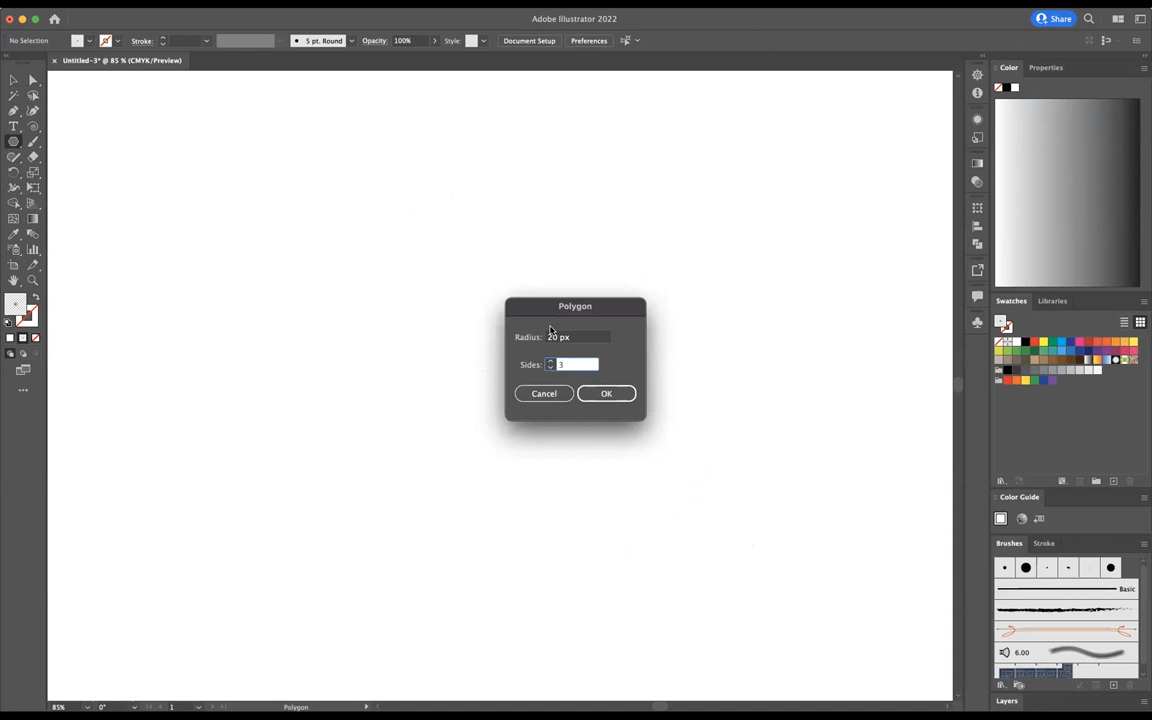 Adobe Illustrator 2022
Share
No Selection
Stroke:
5 pt. Round
Opacity:
100%
Style:
Document Setup
Preferences
Untitled-3* @ 85 % (CMYK/Preview)
Color
Properties
Polygon
Radius:
20 px
Sides:
3
Cancel
OK
Swatches
Libraries
Color Guide
Brushes
Stroke
Basic
6.00
Layers
85%
0°
1
Polygon